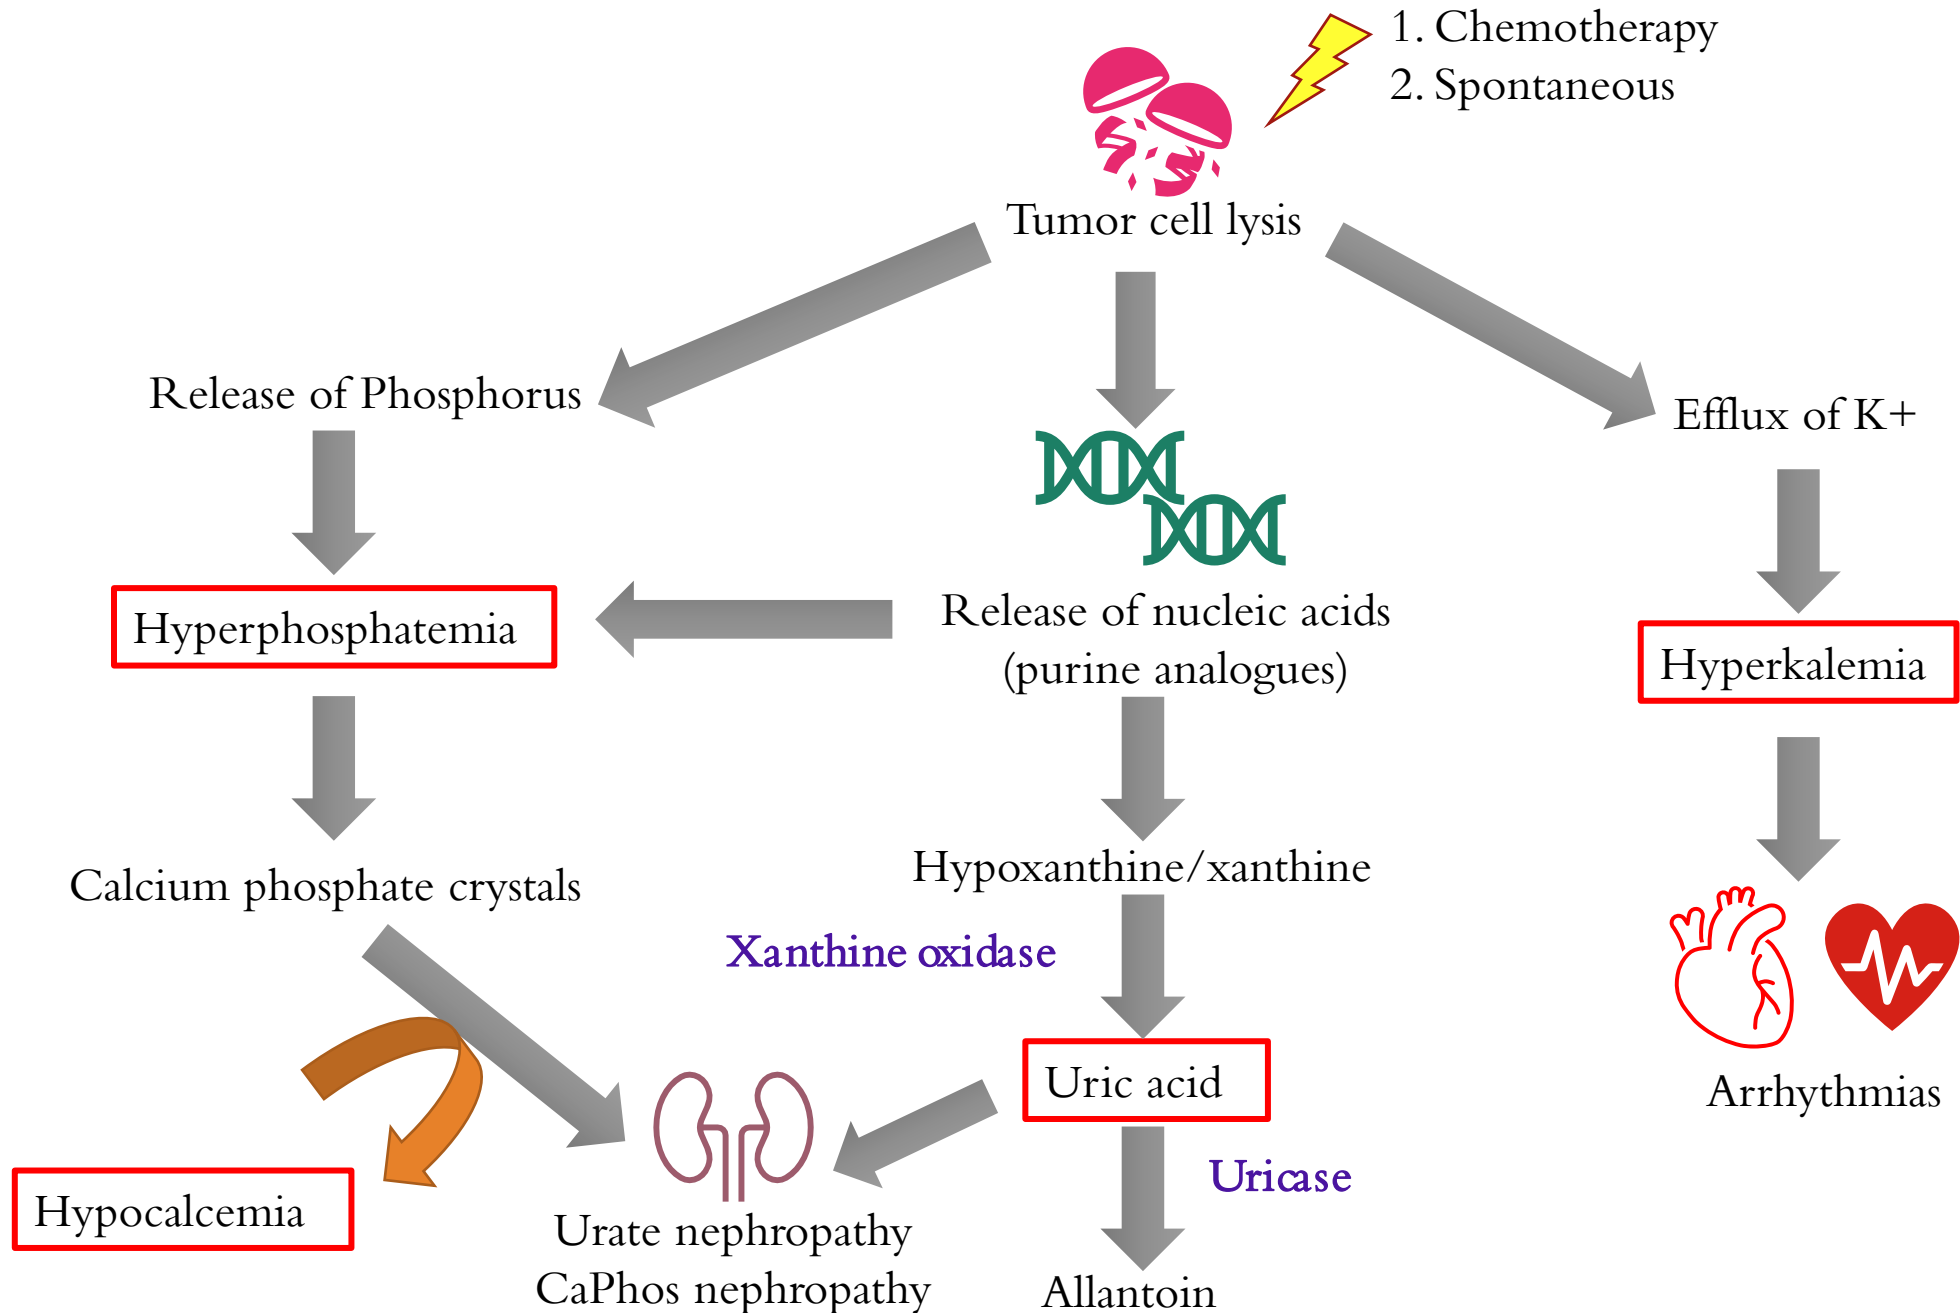 1. Chemotherapy
2. Spontaneous
Tumor cell lysis
Release of Phosphorus
Efflux of K+
Hyperphosphatemia
Release of nucleic acids
(purine analogues)
Hyperkalemia
Calcium phosphate crystals
Hypoxanthine/xanthine
Xanthine oxidase
Uric acid
Arrhythmias
Uricase
Hypocalcemia
Urate nephropathy
CaPhos nephropathy
Allantoin